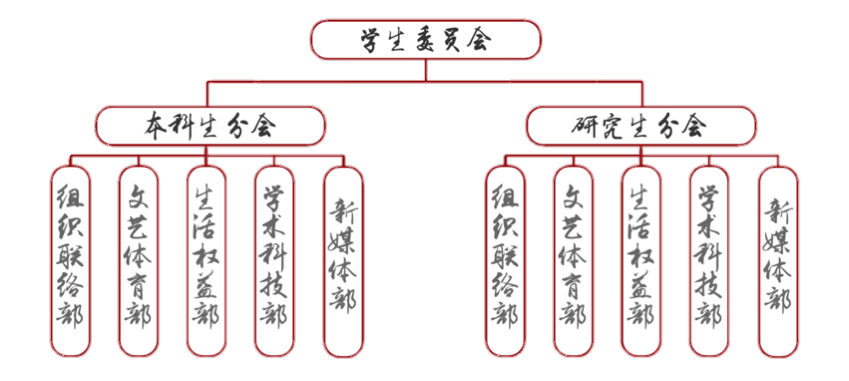 学生委员会
本科生分会
研究生分会
组织联络部
文艺体育部
生活权益部
学术科技部
新媒体部
组织联络部
文艺体育部
生活权益部
学术科技部
新媒体部